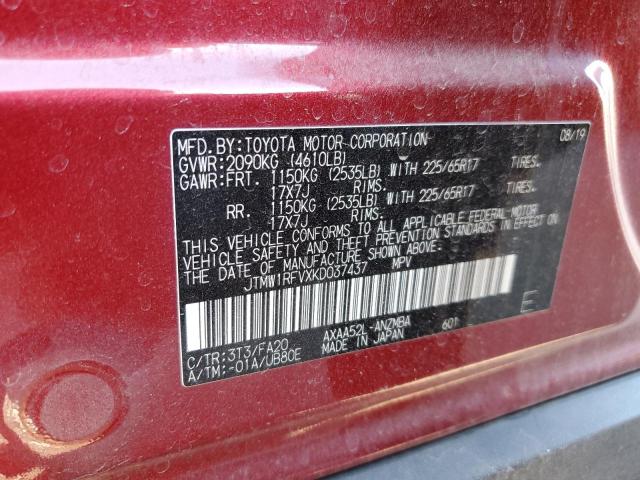 MFD.BY:TOYOTA MOTOR CORPORATION 08/19
GVWR:2090KG (4610LB)
GAWR:FRT. 1150KG (2535LB) WITH 225/65R17 TIRES.
17X7J RIMS.
RR. 1150KG (2535LB) WITH 225/65R17 TIRES.
17X7J RIMS.
THIS VEHICLE CONFORMS TO ALL APPLICABLE FEDERAL MOTOR
VEHICLE SAFETY AND THEFT PREVENTION STANDARDS IN
EFFECT ON THE DATE OF MANUFACTURE SHOWN ABOVE.
JTMW1RFVXKD037437 MPV
E
C/TR:3T3/FA20 AXAA52L-ANZMBA 601
A/TM:-01A/UB80E MADE IN JAPAN